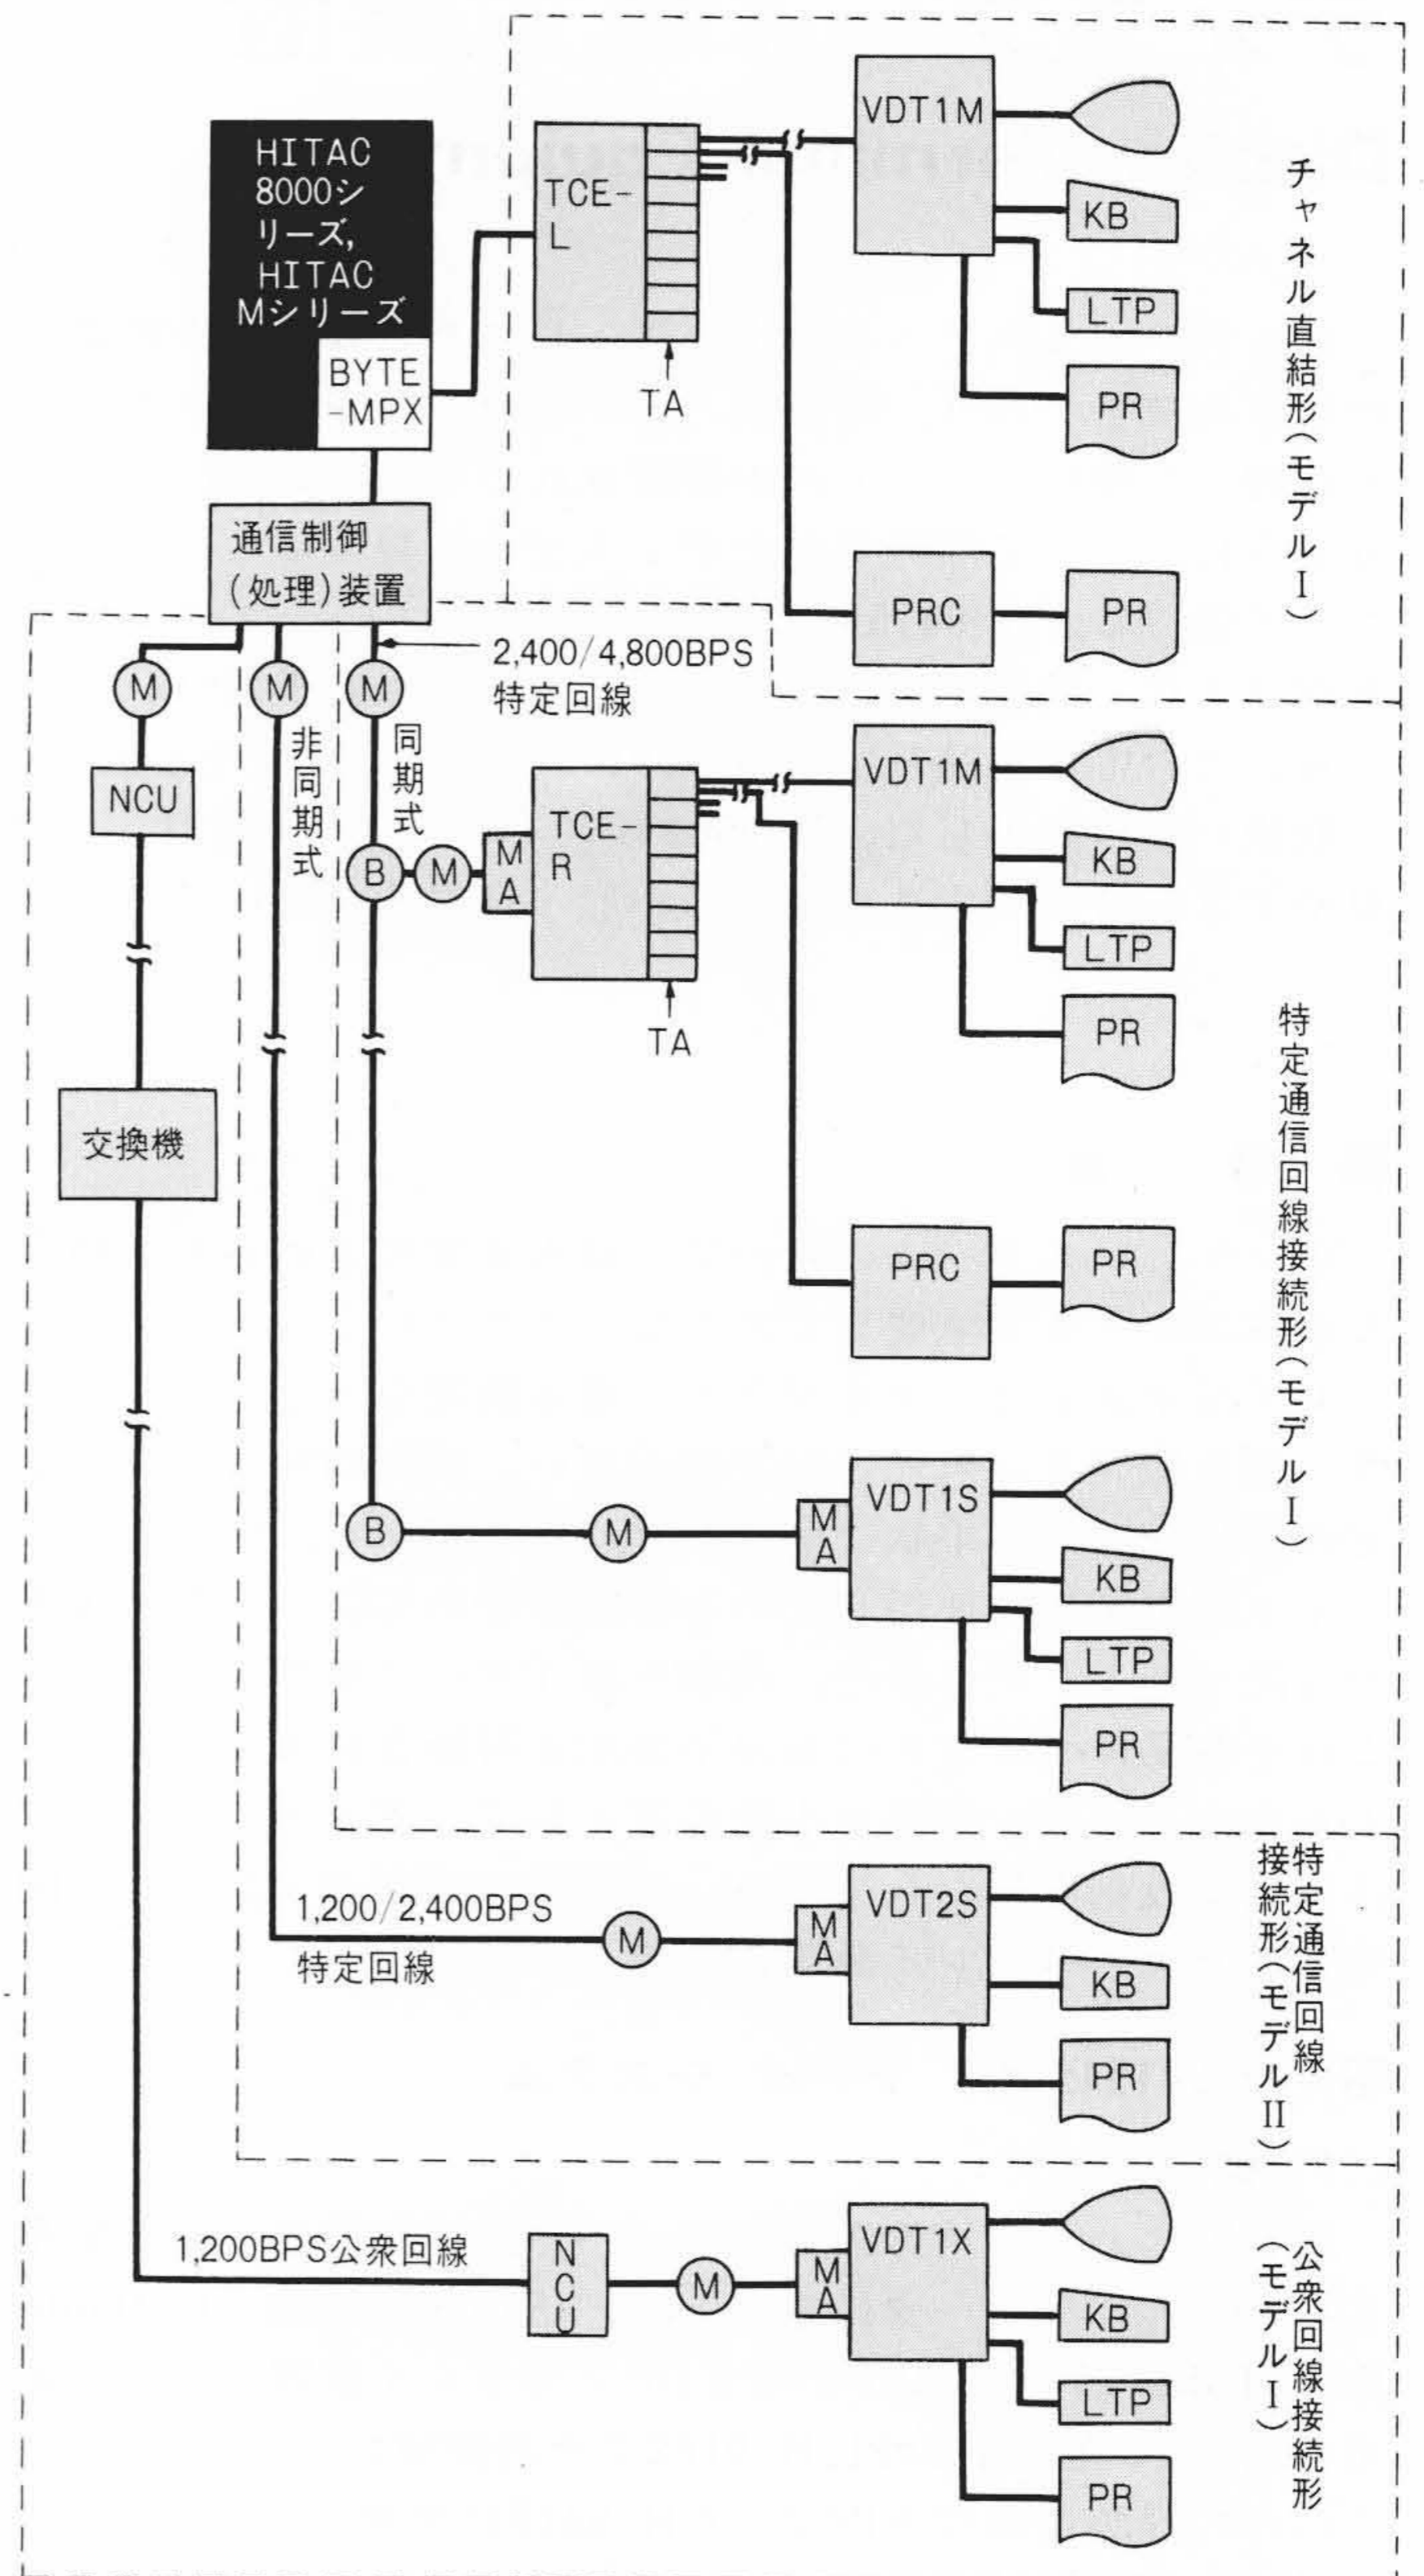 HITAC
8000シ
リーズ,
HITAC
Mシリーズ
BYTE
-MPX
TCE-
L
TA
VDT1M
KB
LTP
PR
PRC
PR
チャネル直結形(モデルI)
通信制御
(処理)装置
2,400/4,800BPS
特定回線
M
M
M
NCU
非同期式
同期式
B
M
MA
TCE-
R
TA
VDT1M
KB
LTP
PR
PRC
PR
特定通信回線接続形(モデルI)
交換機
B
M
MA
VDT1S
KB
LTP
PR
1,200/2,400BPS
特定回線
M
MA
VDT2S
KB
PR
特定通信回線
接続形(モデルII)
1,200BPS公衆回線
NCU
M
MA
VDT1X
KB
LTP
PR
公衆回線接続形
(モデルI)